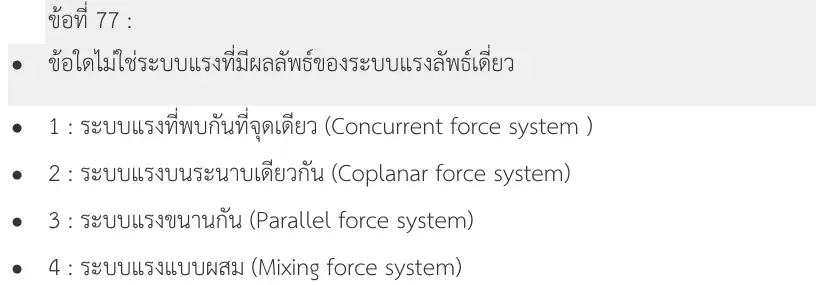 ข้อที่ 77 :
• ข้อใดไม่ใช่ระบบแรงที่มีผลลัพธ์ของระบบแรงลัพธ์เดี่ยว
• 1 : ระบบแรงที่พบกันที่จุดเดียว (Concurrent force system )
• 2 : ระบบแรงบนระนาบเดียวกัน (Coplanar force system)
• 3 : ระบบแรงขนานกัน (Parallel force system)
• 4 : ระบบแรงแบบผสม (Mixing force system)